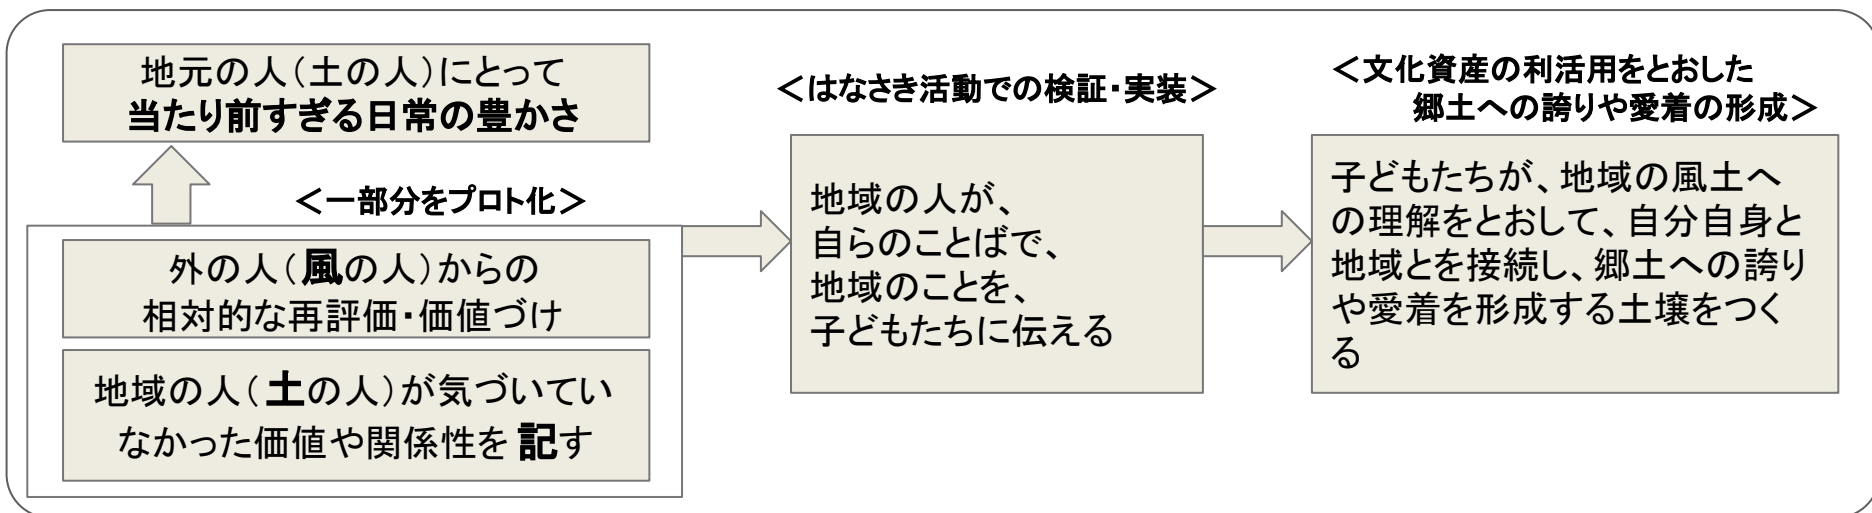 地元の人(土の人)にとって
当たり前すぎる日常の豊かさ
<一部分をプロト化>
外の人(風の人)からの
相対的な再評価・価値づけ
地域の人(土の人)が気づいてい
なかった価値や関係性を 記す
<はなさき活動での検証・実装>
地域の人が、
自らのことばで、
地域のことを、
子どもたちに伝える
<文化資産の利活用をとおした
郷土への誇りや愛着の形成>
子どもたちが、地域の風土へ
の理解をとおして、自分自身と
地域とを接続し、郷土への誇り
や愛着を形成する土壌をつく
る